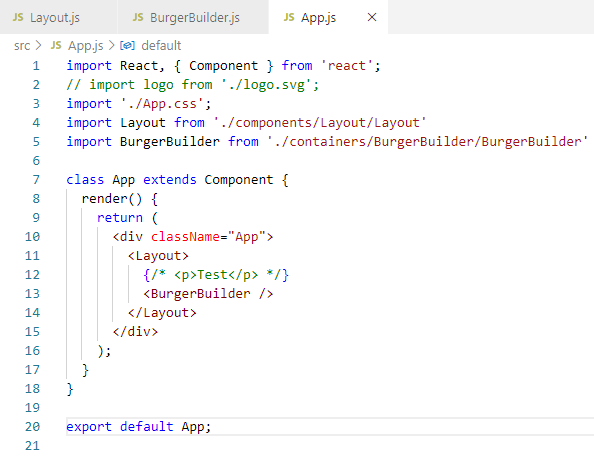 JS Layout.js JS BurgerBuilder.js JS App.js ×
src > JS App.js > default
1 import React, { Component } from 'react';
2 // import logo from './logo.svg';
3 import './App.css';
4 import Layout from './components/Layout/Layout'
5 import BurgerBuilder from './containers/BurgerBuilder/BurgerBuilder'
6
7 class App extends Component {
8   render() {
9     return (
10       <div className="App">
11         <Layout>
12           {/* <p>Test</p> */}
13           <BurgerBuilder />
14         </Layout>
15       </div>
16     );
17   }
18 }
19
20 export default App;
21